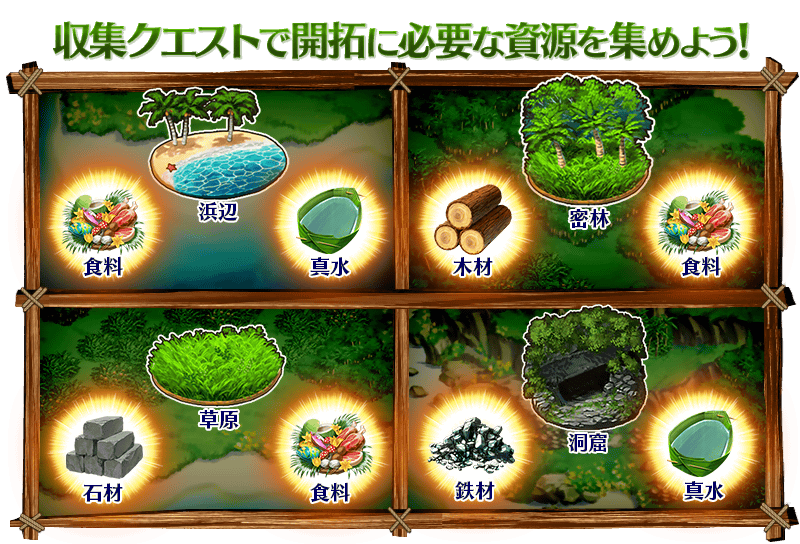 収集クエストで開拓に必要な資源を集めよう!
浜辺
食料
真水
密林
木材
食料
草原
石材
食料
洞窟
鉄材
真水